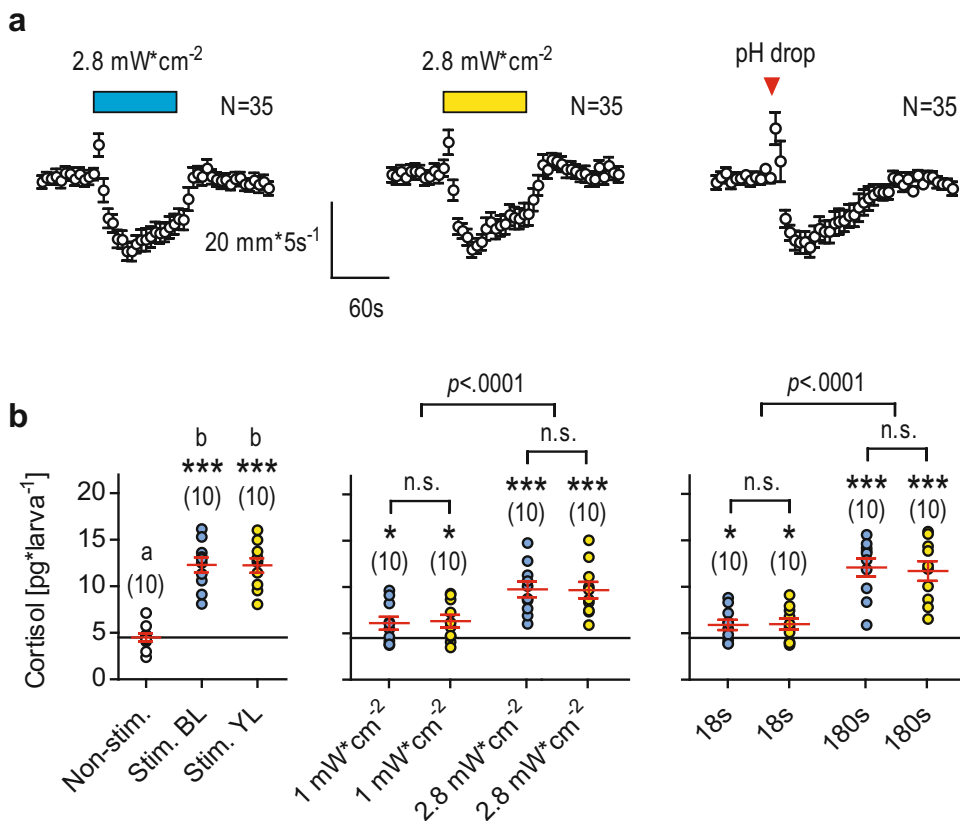 a
2.8 mW*cm-2 2.8 mW*cm-2 pH drop
N=35 N=35 N=35
20 mm*5s-1
60s
b
p<.0001 p<.0001
n.s. n.s.
n.s. n.s.
b b
*** *** *** *** *** ***
(10) (10) (10) (10) (10) (10)
a * * * *
(10) (10) (10) (10) (10)
Cortisol [pg*larva-1]
20
15
10
5
0
Non-stim. Stim. BL Stim. YL
1 mW*cm-2 1 mW*cm-2 2.8 mW*cm-2 2.8 mW*cm-2
18s 18s 180s 180s